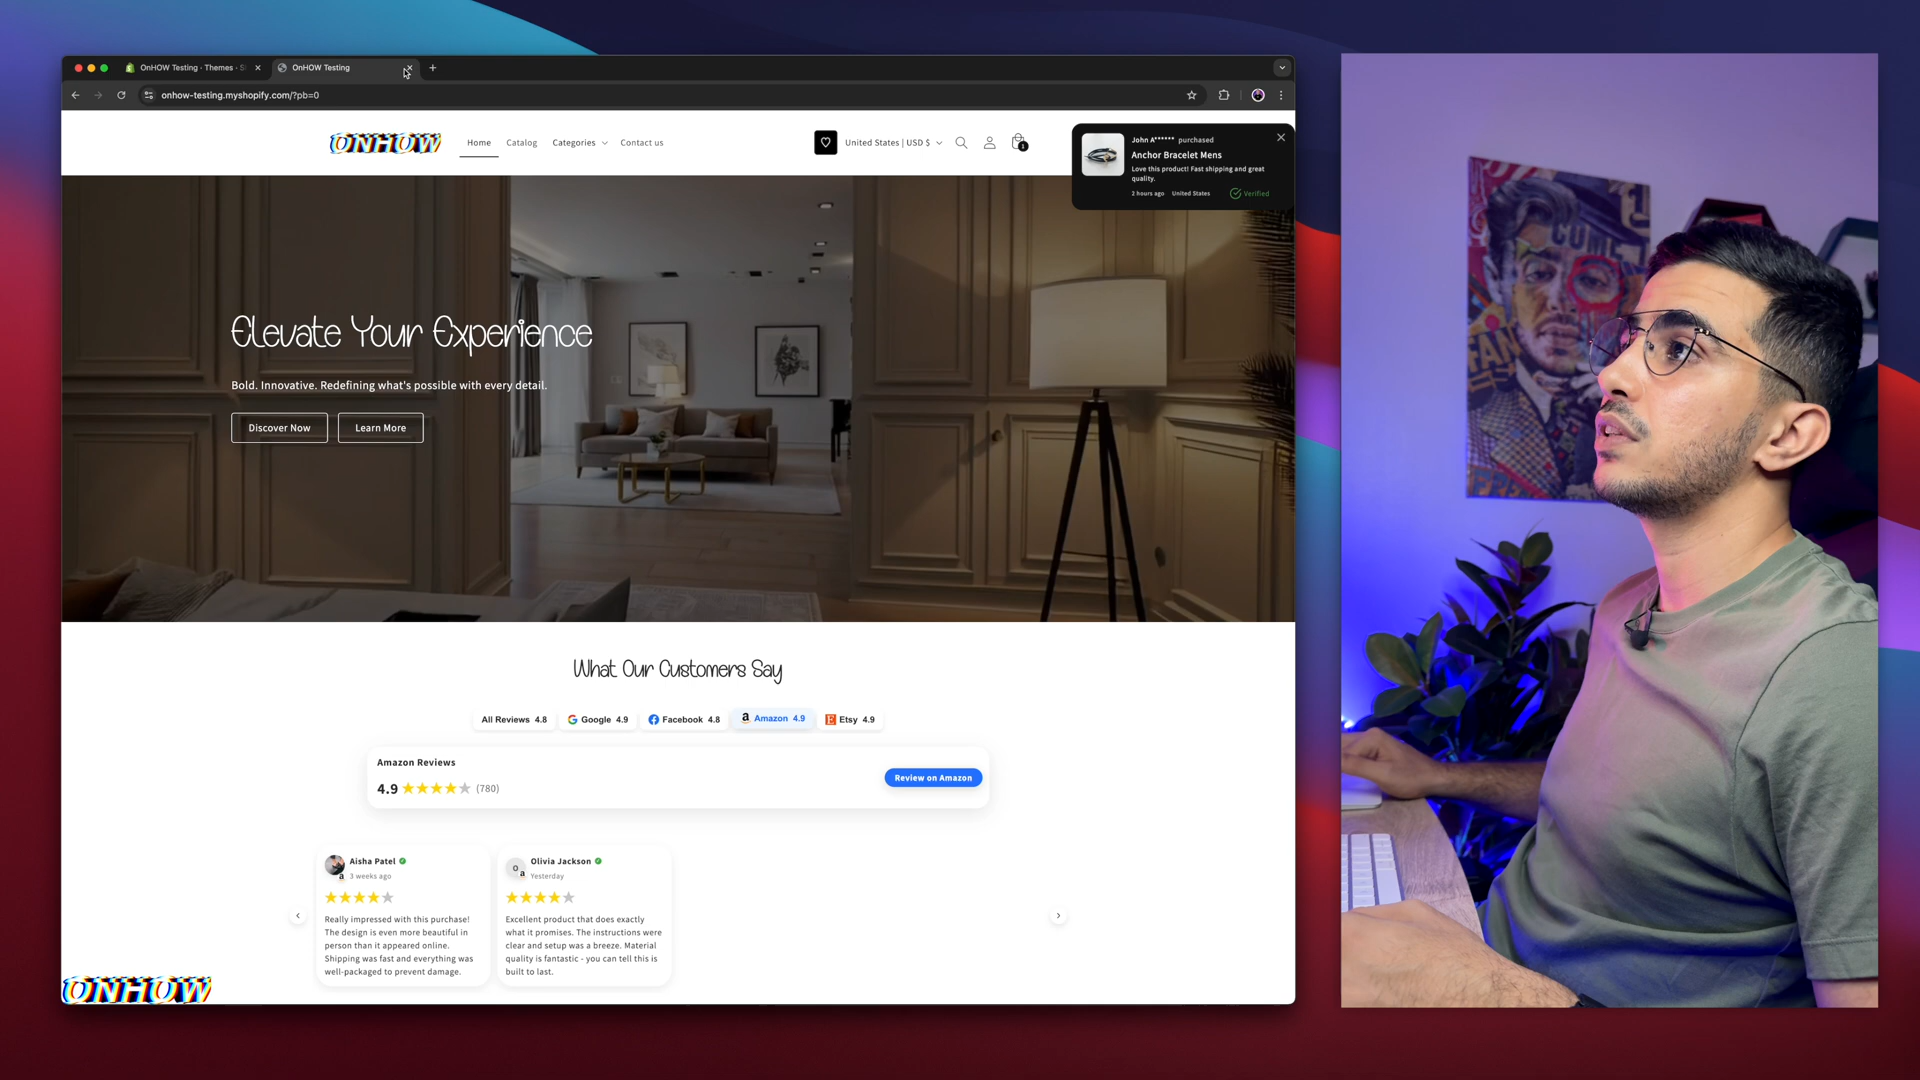 OnHOW Testing · Themes · S
OnHOW Testing
onhow-testing.myshopify.com/?pb=0
ONHOW
Home
Catalog
Categories
Contact us
United States | USD $
1
John A****** purchased
Anchor Bracelet Mens
Love this product! Fast shipping and great
quality.
2 hours ago
United States
Verified
COME
FAN
Elevate Your Experience
Bold. Innovative. Redefining what's possible with every detail.
Discover Now
Learn More
What Our Customers Say
All Reviews 4.8
Google 4.9
Facebook 4.8
Amazon 4.9
Etsy 4.9
Amazon Reviews
4.9 (780)
Review on Amazon
Aisha Patel
3 weeks ago
Really impressed with this purchase!
The design is even more beautiful in
person than it appeared online.
Shipping was fast and everything was
well-packaged to prevent damage.
O
Olivia Jackson
Yesterday
Excellent product that does exactly
what it promises. The instructions were
clear and setup was a breeze. Material
quality is fantastic - you can tell this is
built to last.
ONHOW